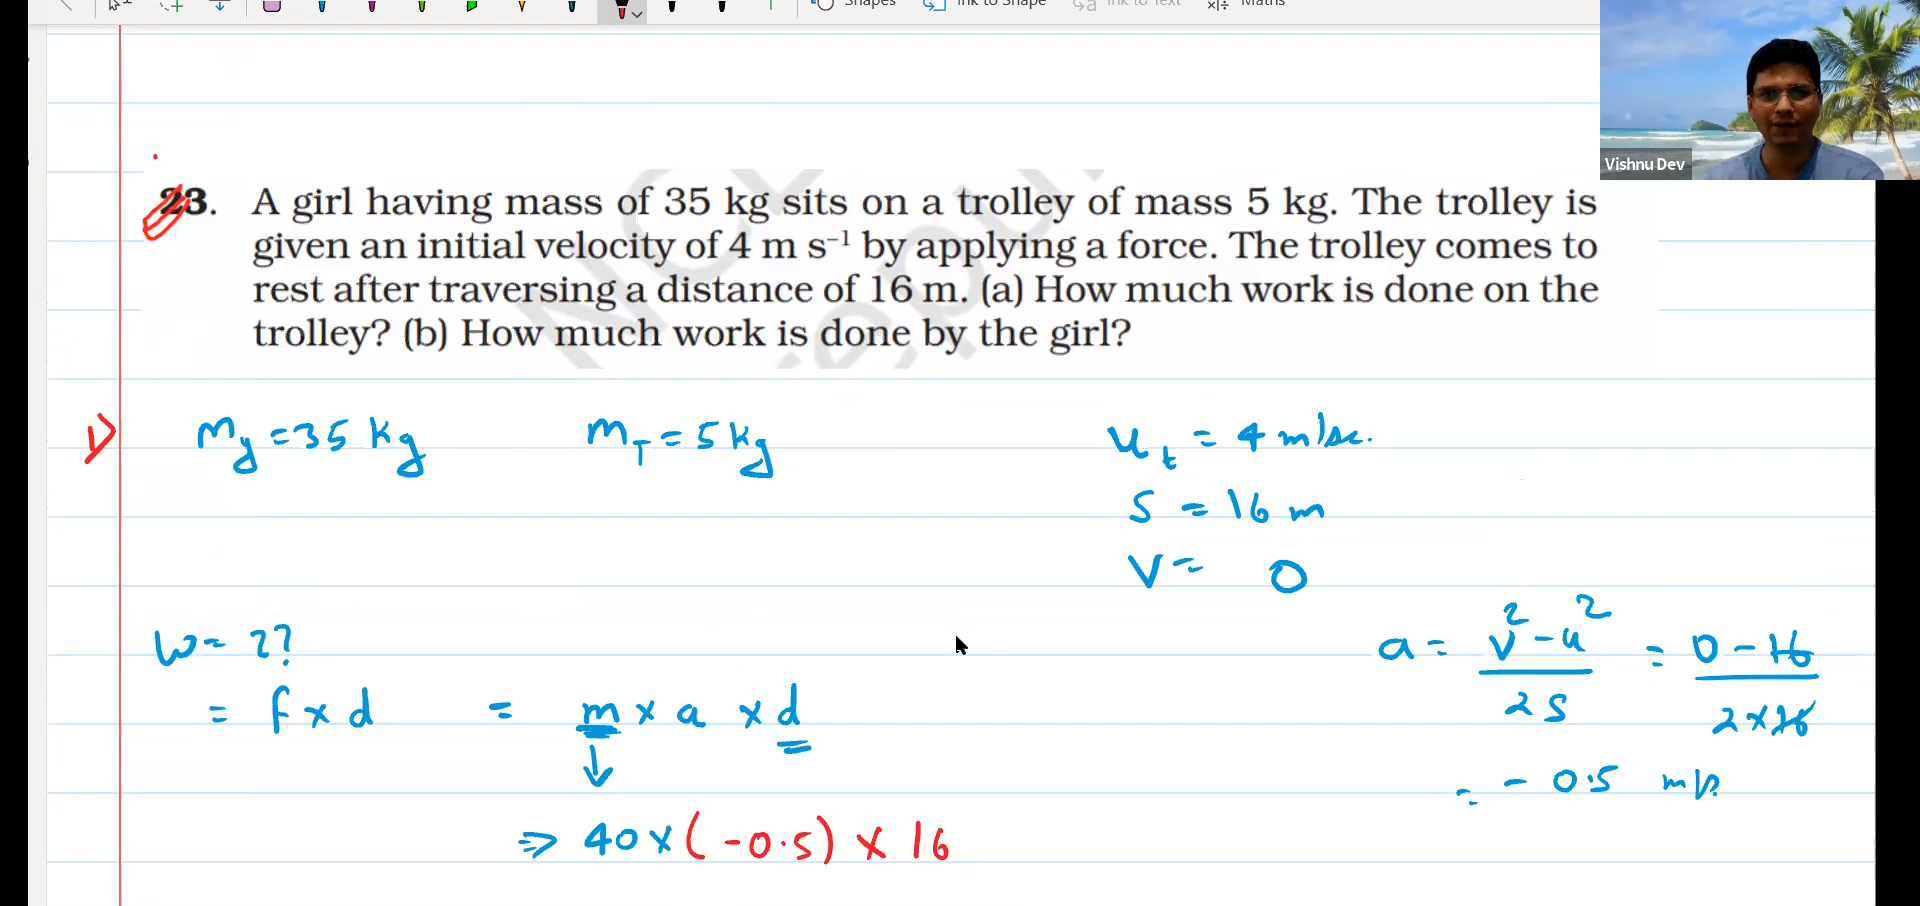 Shapes Ink to Shape Ink to Text Maths
Vishnu Dev
23. A girl having mass of 35 kg sits on a trolley of mass 5 kg. The trolley is
given an initial velocity of 4 m s⁻¹ by applying a force. The trolley comes to
rest after traversing a distance of 16 m. (a) How much work is done on the
trolley? (b) How much work is done by the girl?
1) mg = 35 kg mT = 5 kg ut = 4 m/sec.
S = 16 m
V = 0
W = ??
a = v² - u² / 2S = 0 - 16 / 2 × 16
= f × d = m × a × d
↓
= - 0.5
⇒ 40 × (-0.5) × 16